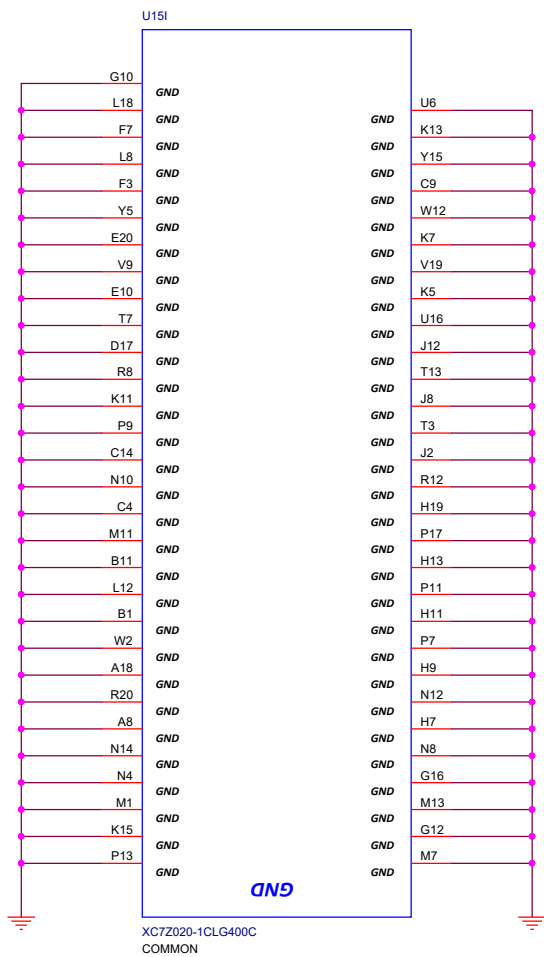 U15I
G10
GND
L18
GND
U6
GND
F7
GND
K13
GND
L8
GND
Y15
GND
F3
GND
C9
GND
Y5
GND
W12
GND
E20
GND
K7
GND
V9
GND
V19
GND
E10
GND
K5
GND
T7
GND
U16
GND
D17
GND
J12
GND
R8
GND
T13
GND
K11
GND
J8
GND
P9
GND
T3
GND
C14
GND
J2
GND
N10
GND
R12
GND
C4
GND
H19
GND
M11
GND
P17
GND
B11
GND
H13
GND
L12
GND
P11
GND
B1
GND
H11
GND
W2
GND
P7
GND
A18
GND
H9
GND
R20
GND
N12
GND
A8
GND
H7
GND
N14
GND
N8
GND
N4
GND
G16
GND
M1
GND
M13
GND
K15
GND
G12
GND
P13
GND
M7
GND
GND
XC7Z020-1CLG400C
COMMON